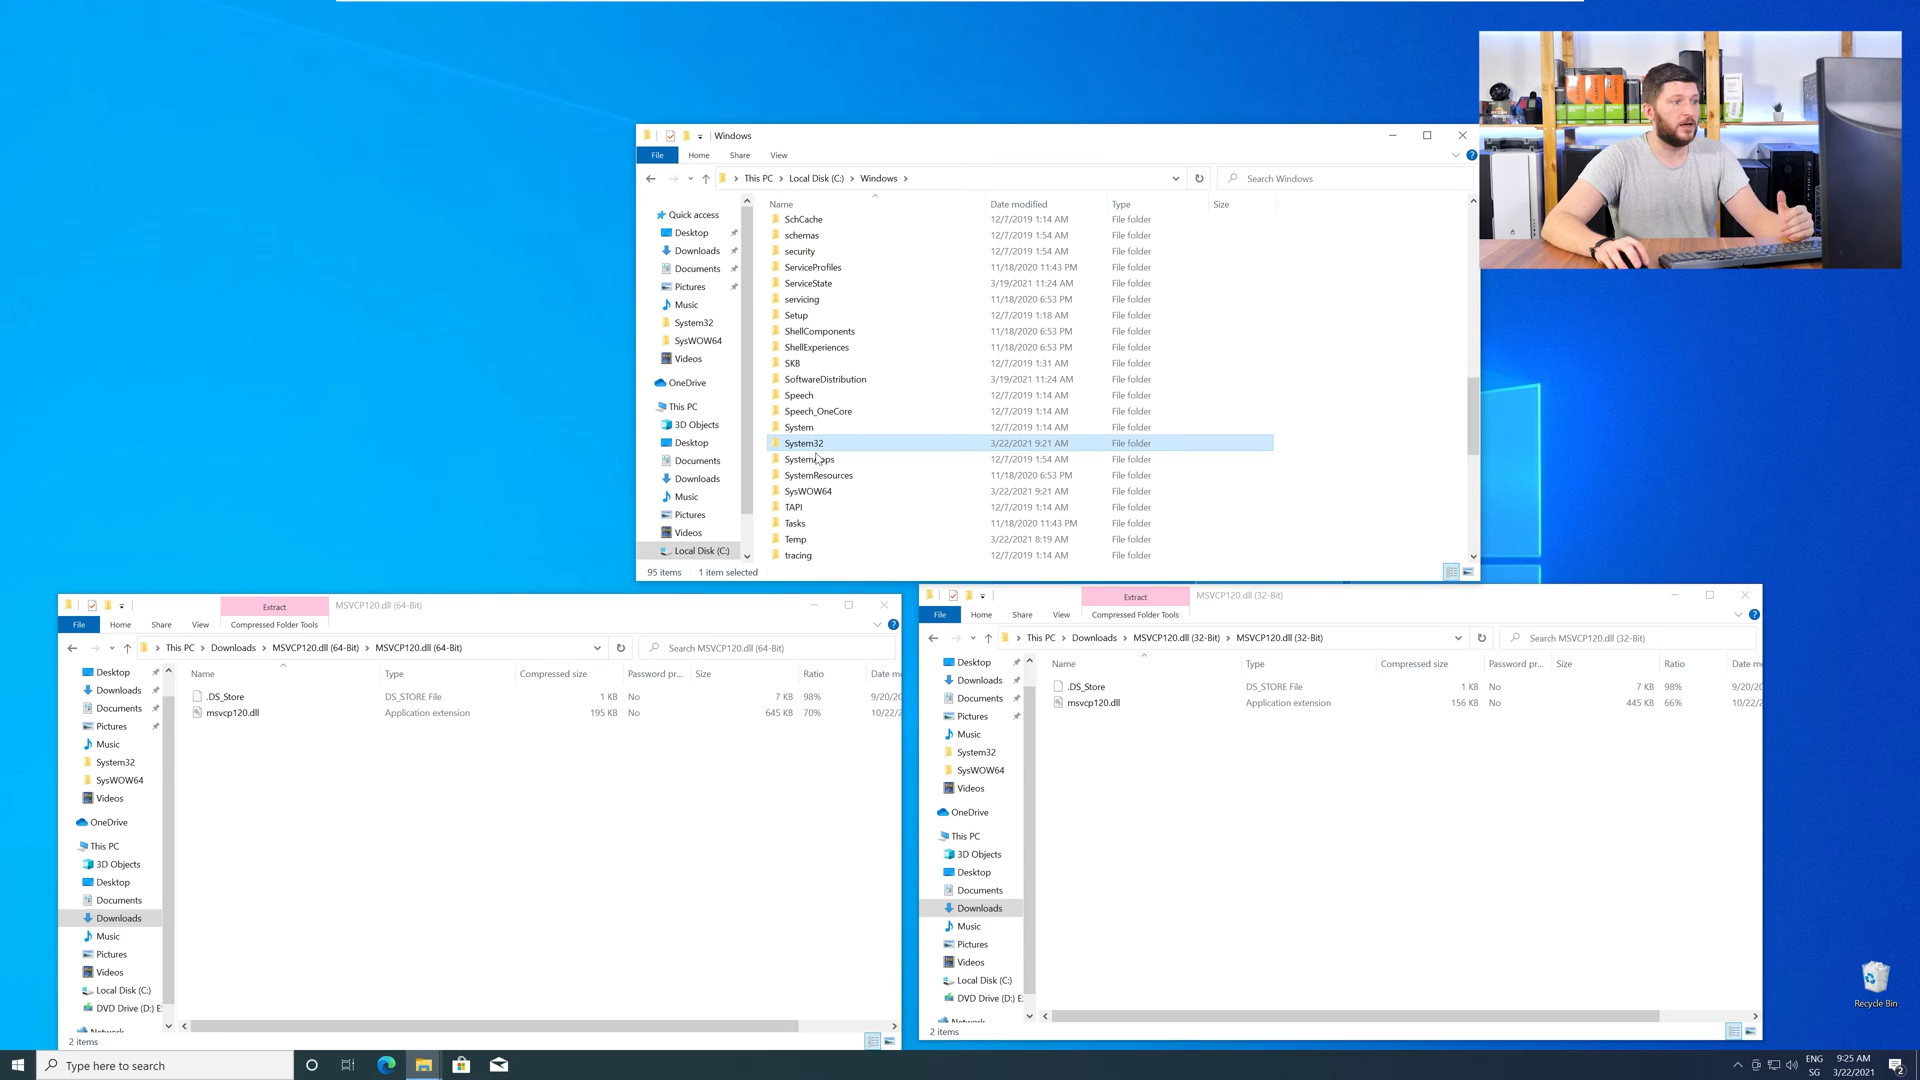 Windows
File Home Share View
This PC > Local Disk (C:) > Windows >
Search Windows
Name Date modified Type Size
Quick access
Desktop
Downloads
Documents
Pictures
Music
System32
SysWOW64
Videos
OneDrive
This PC
3D Objects
Desktop
Documents
Downloads
Music
Pictures
Videos
Local Disk (C:)
SchCache 12/7/2019 1:14 AM File folder
schemas 12/7/2019 1:54 AM File folder
security 12/7/2019 1:54 AM File folder
ServiceProfiles 11/18/2020 11:43 PM File folder
ServiceState 3/19/2021 11:24 AM File folder
servicing 11/18/2020 6:53 PM File folder
Setup 12/7/2019 1:18 AM File folder
ShellComponents 11/18/2020 6:53 PM File folder
ShellExperiences 11/18/2020 6:53 PM File folder
SKB 12/7/2019 1:31 AM File folder
SoftwareDistribution 3/19/2021 11:24 AM File folder
Speech 12/7/2019 1:14 AM File folder
Speech_OneCore 12/7/2019 1:14 AM File folder
System 12/7/2019 1:14 AM File folder
System32 3/22/2021 9:21 AM File folder
SystemApps 12/7/2019 1:54 AM File folder
SystemResources 11/18/2020 6:53 PM File folder
SysWOW64 3/22/2021 9:21 AM File folder
TAPI 12/7/2019 1:14 AM File folder
Tasks 11/18/2020 11:43 PM File folder
Temp 3/22/2021 8:19 AM File folder
tracing 12/7/2019 1:14 AM File folder
95 items 1 item selected
Extract MSVCP120.dll (64-Bit)
File Home Share View Compressed Folder Tools
This PC > Downloads > MSVCP120.dll (64-Bit) > MSVCP120.dll (64-Bit)
Search MSVCP120.dll (64-Bit)
Name Type Compressed size Password pr... Size Ratio Date m
.DS_Store DS_STORE File 1 KB No 7 KB 98% 9/20/20
msvcp120.dll Application extension 195 KB No 645 KB 70% 10/22/2
Desktop
Downloads
Documents
Pictures
Music
System32
SysWOW64
Videos
OneDrive
This PC
3D Objects
Desktop
Documents
Downloads
Music
Pictures
Videos
Local Disk (C:)
DVD Drive (D:) E
Network
2 items
Extract MSVCP120.dll (32-Bit)
File Home Share View Compressed Folder Tools
This PC > Downloads > MSVCP120.dll (32-Bit) > MSVCP120.dll (32-Bit)
Search MSVCP120.dll (32-Bit)
Name Type Compressed size Password pr... Size Ratio Date m
.DS_Store DS_STORE File 1 KB No 7 KB 98% 9/20/20
msvcp120.dll Application extension 156 KB No 445 KB 66% 10/22/2
Desktop
Downloads
Documents
Pictures
Music
System32
SysWOW64
Videos
OneDrive
This PC
3D Objects
Desktop
Documents
Downloads
Music
Pictures
Videos
Local Disk (C:)
DVD Drive (D:) E
Network
2 items
Recycle Bin
Type here to search
ENG
SG
9:25 AM
3/22/2021
2